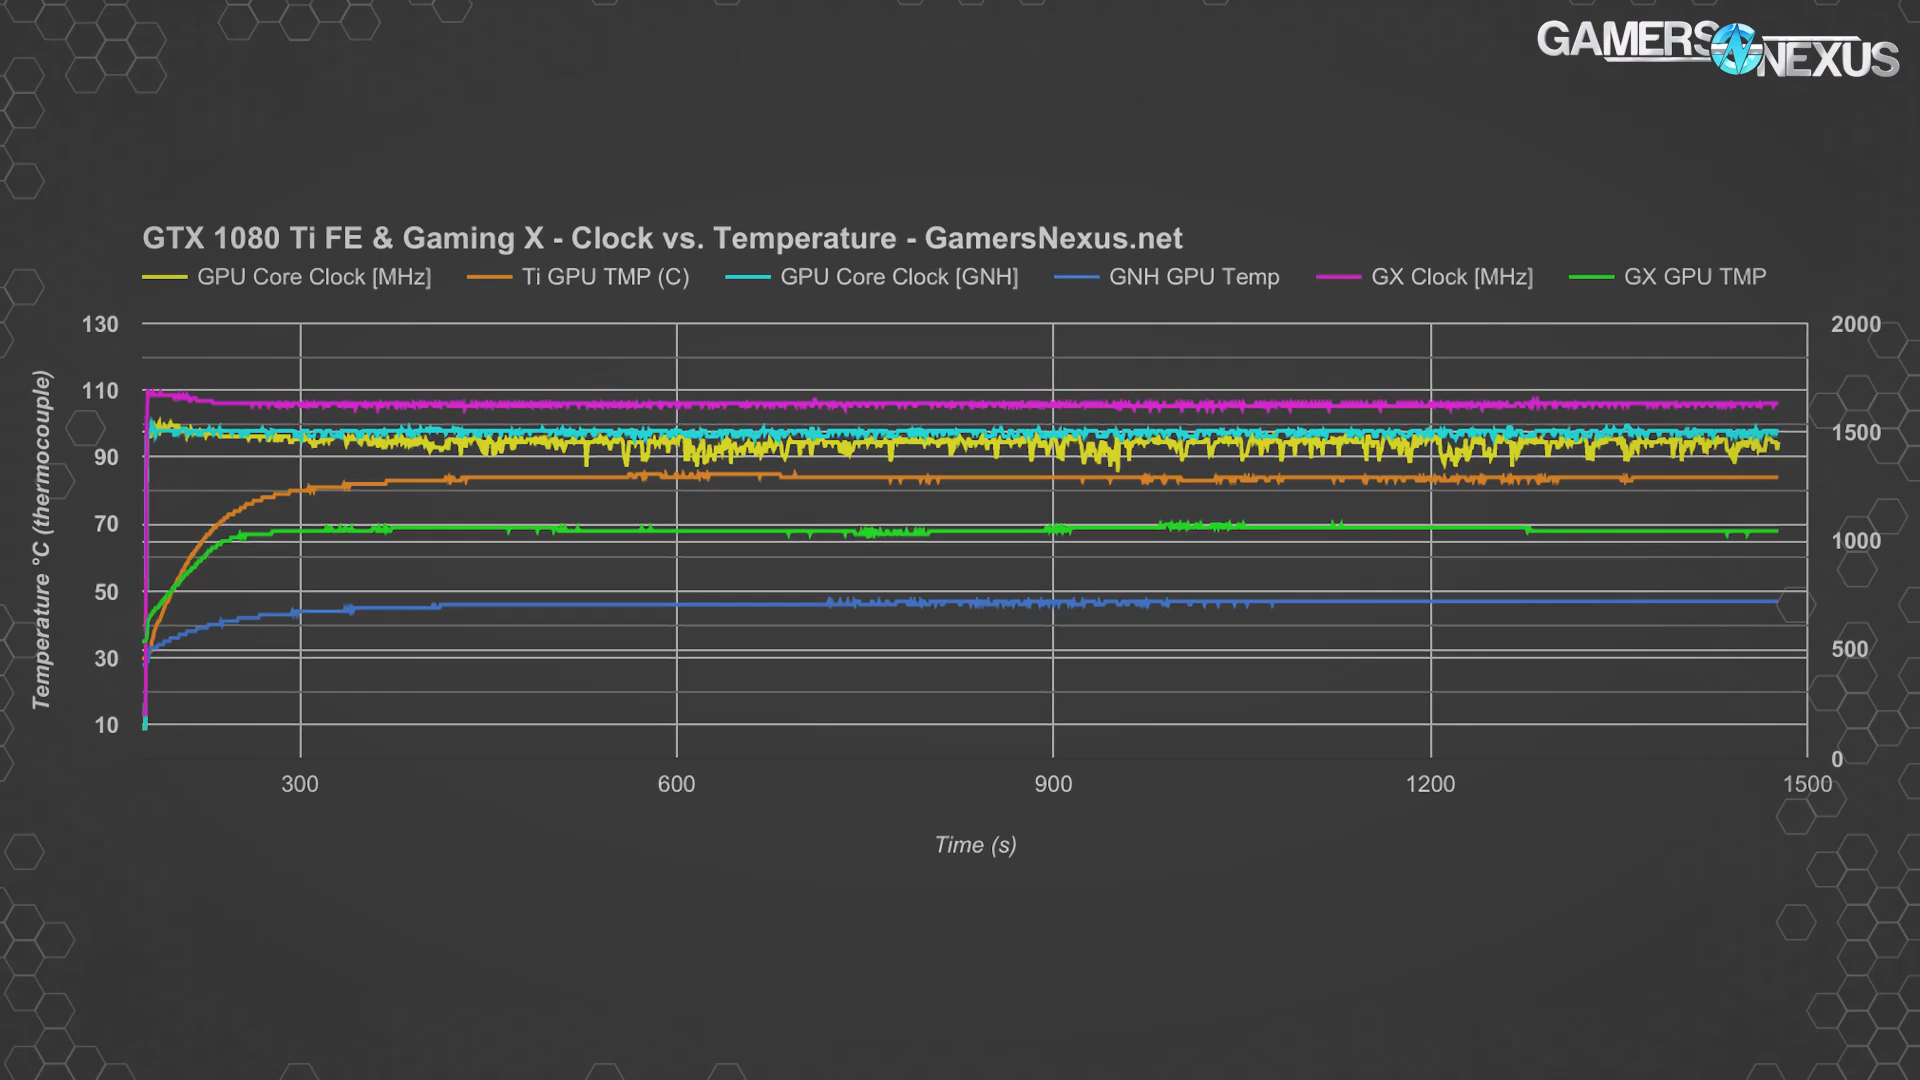 GAMERS NEXUS
GTX 1080 Ti FE & Gaming X - Clock vs. Temperature - GamersNexus.net
GPU Core Clock [MHz] Ti GPU TMP (C) GPU Core Clock [GNH] GNH GPU Temp GX Clock [MHz] GX GPU TMP
130 2000
110
1500
90
70
1000
50
500
30
10
0
300 600 900 1200 1500
Temperature °C (thermocouple)
Time (s)